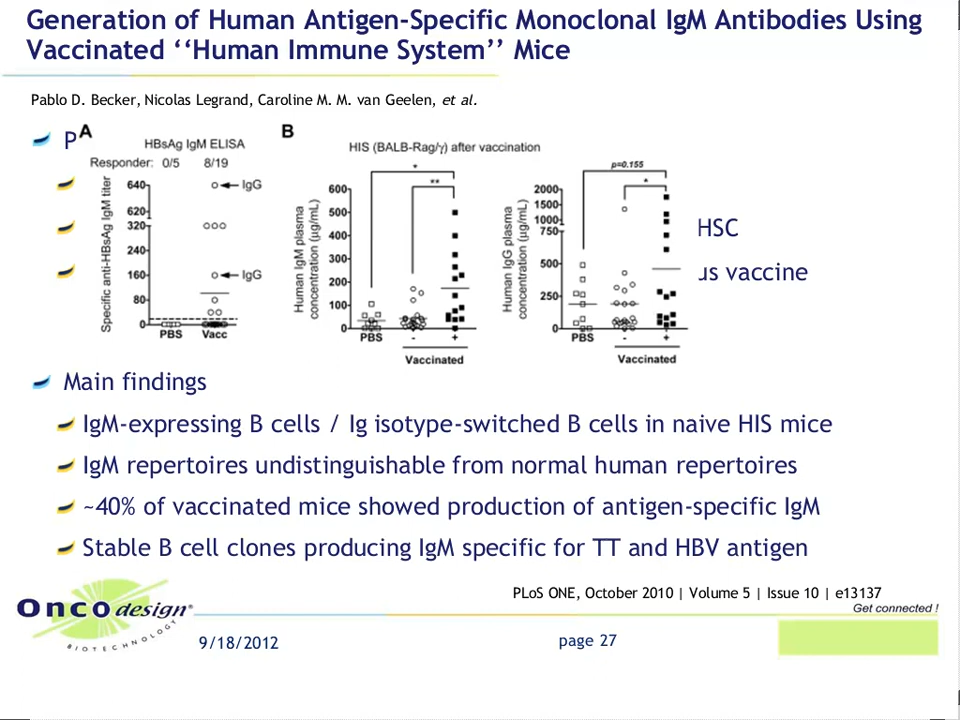 Generation of Human Antigen-Specific Monoclonal IgM Antibodies Using
Vaccinated ‘‘Human Immune System’’ Mice
Pablo D. Becker, Nicolas Legrand, Caroline M. M. van Geelen, et al.
P
A
HBsAg IgM ELISA
Responder: 0/5 8/19
Specific anti-HBsAg IgM titer
640
620
320
240
160
80
0
IgG
IgG
PBS Vacc
B
HIS (BALB-Rag/γ) after vaccination
Human IgM plasma
concentration (µg/mL)
600
500
400
300
200
100
0
*
**
PBS - +
Vaccinated
Human IgG plasma
concentration (µg/mL)
2000
1500
1000
750
500
250
0
p=0.155
*
PBS - +
Vaccinated
HSC
us vaccine
Main findings
IgM-expressing B cells / Ig isotype-switched B cells in naive HIS mice
IgM repertoires undistinguishable from normal human repertoires
~40% of vaccinated mice showed production of antigen-specific IgM
Stable B cell clones producing IgM specific for TT and HBV antigen
PLoS ONE, October 2010 | Volume 5 | Issue 10 | e13137
Get connected !
Oncodesign®
BIOTECHNOLOGY
9/18/2012
page 27